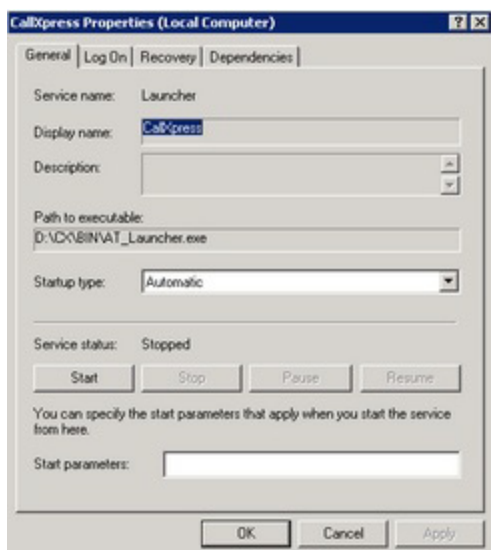 CallXpress Properties (Local Computer)
General Log On Recovery Dependencies
Service name: Launcher
Display name: CallXpress
Description:
Path to executable:
D:\CX\BIN\AT_Launcher.exe
Startup type: Automatic
Service status: Stopped
Start Stop Pause Resume
You can specify the start parameters that apply when you start the service
from here.
Start parameters:
OK Cancel Apply